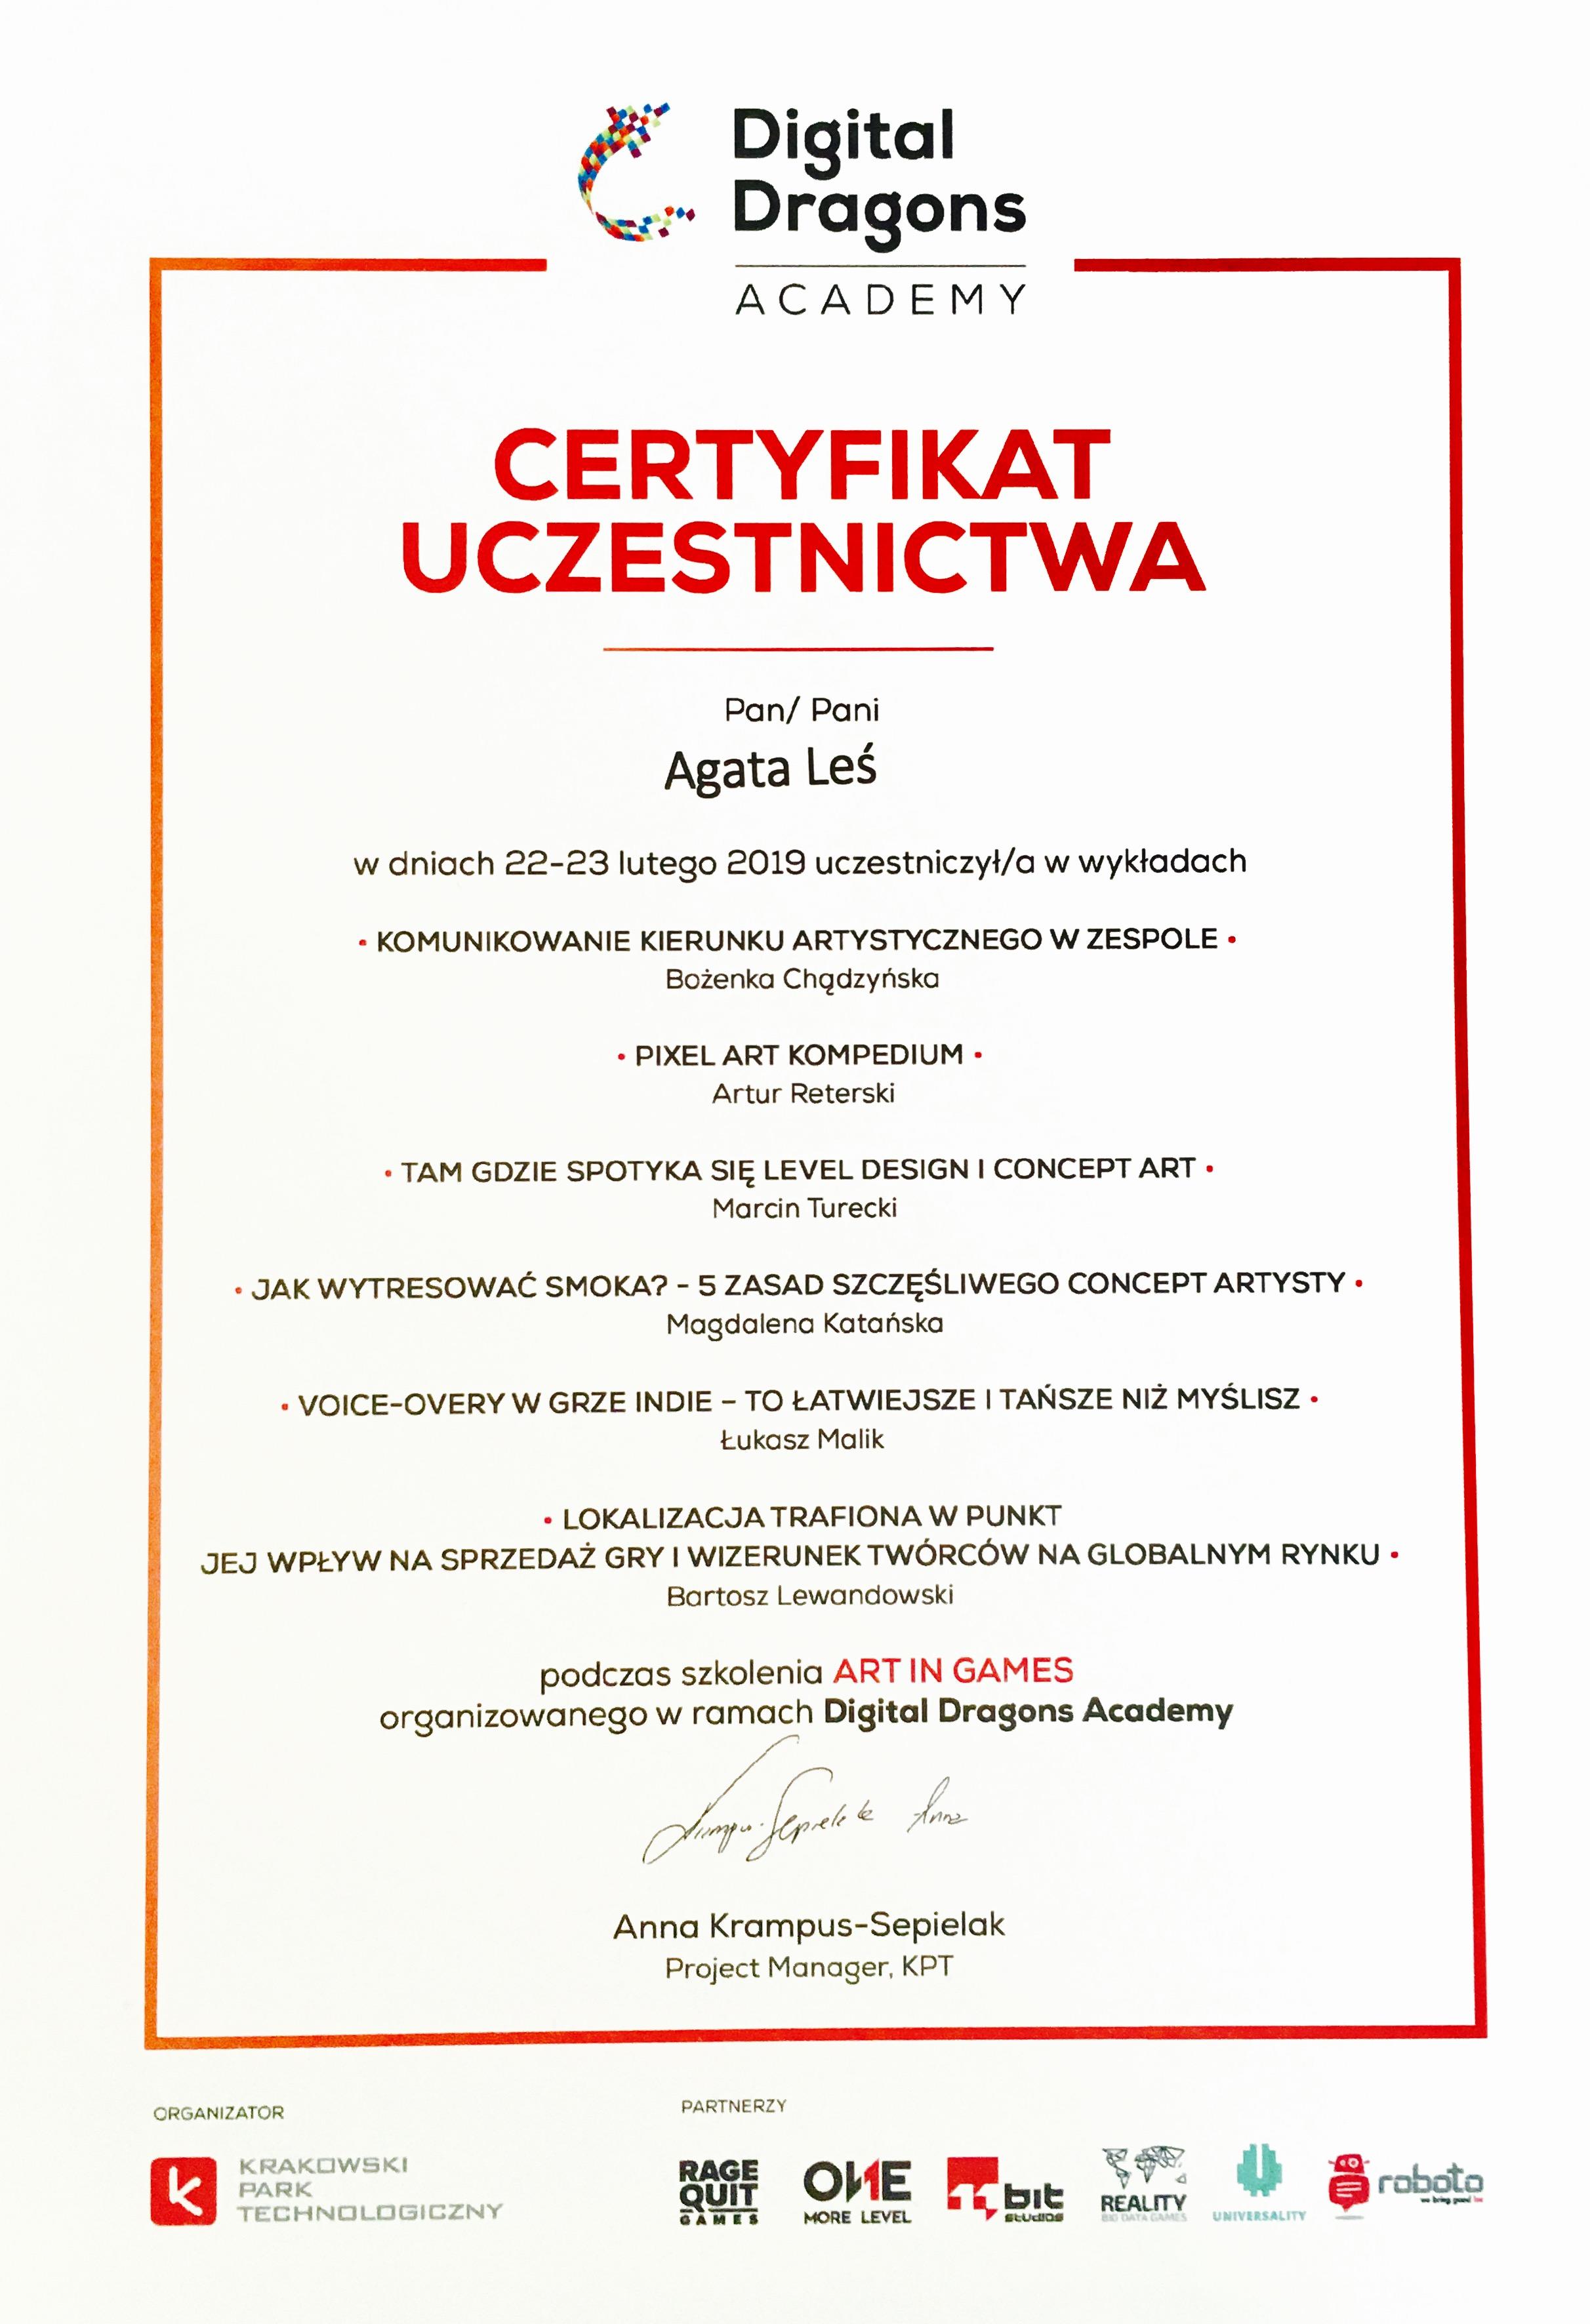 Digital
Dragons
ACADEMY
CERTYFIKAT
UCZESTNICTWA
Pan/ Pani
Agata Leś
w dniach 22-23 lutego 2019 uczestniczył/a w wykładach
• KOMUNIKOWANIE KIERUNKU ARTYSTYCZNEGO W ZESPOLE •
Bożenka Chądzyńska
• PIXEL ART KOMPEDIUM •
Artur Reterski
• TAM GDZIE SPOTYKA SIĘ LEVEL DESIGN I CONCEPT ART •
Marcin Turecki
• JAK WYTRESOWAĆ SMOKA? - 5 ZASAD SZCZĘŚLIWEGO CONCEPT ARTYSTY •
Magdalena Katańska
• VOICE-OVERY W GRZE INDIE – TO ŁATWIEJSZE I TAŃSZE NIŻ MYŚLISZ •
Łukasz Malik
• LOKALIZACJA TRAFIONA W PUNKT
JEJ WPŁYW NA SPRZEDAŻ GRY I WIZERUNEK TWÓRCÓW NA GLOBALNYM RYNKU •
Bartosz Lewandowski
podczas szkolenia ART IN GAMES
organizowanego w ramach Digital Dragons Academy
Anna Krampus-Sepielak
Project Manager, KPT
ORGANIZATOR
KRAKOWSKI
PARK
TECHNOLOGICZNY
PARTNERZY
RAGE
QUIT
GAMES
ONE
MORE LEVEL
11 bit
studios
REALITY
BIG DATA GAMES
UNIVERSALITY
roboto